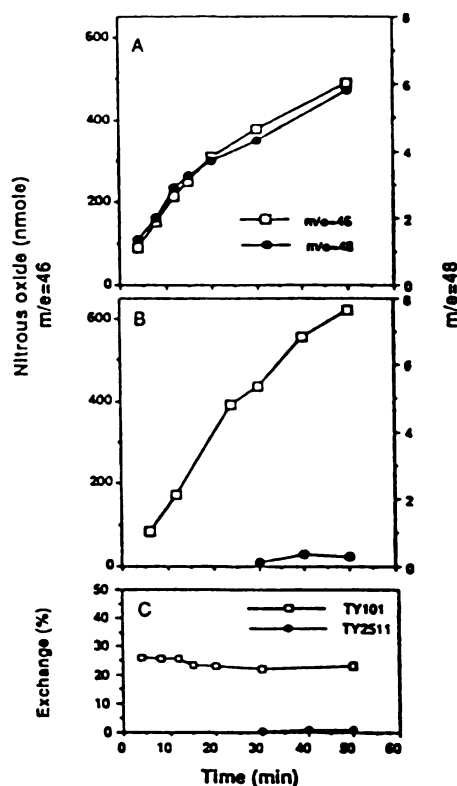 A
600
400
200
0
8
6
4
2
0
m/e=46
m/e=48
Nitrous oxide (nmole)
m/e=46
m/e=48
B
600
400
200
0
8
6
4
2
0
C
50
40
30
20
10
0
TY101
TY2511
Exchange (%)
0 10 20 30 40 50 60
Time (min)